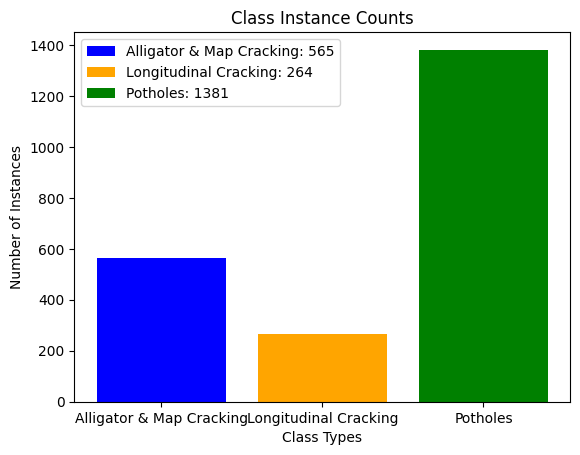 Class Instance Counts
Alligator & Map Cracking: 565
Longitudinal Cracking: 264
Potholes: 1381
Number of Instances
1400
1200
1000
800
600
400
200
0
Alligator & Map Cracking Longitudinal Cracking Potholes
Class Types